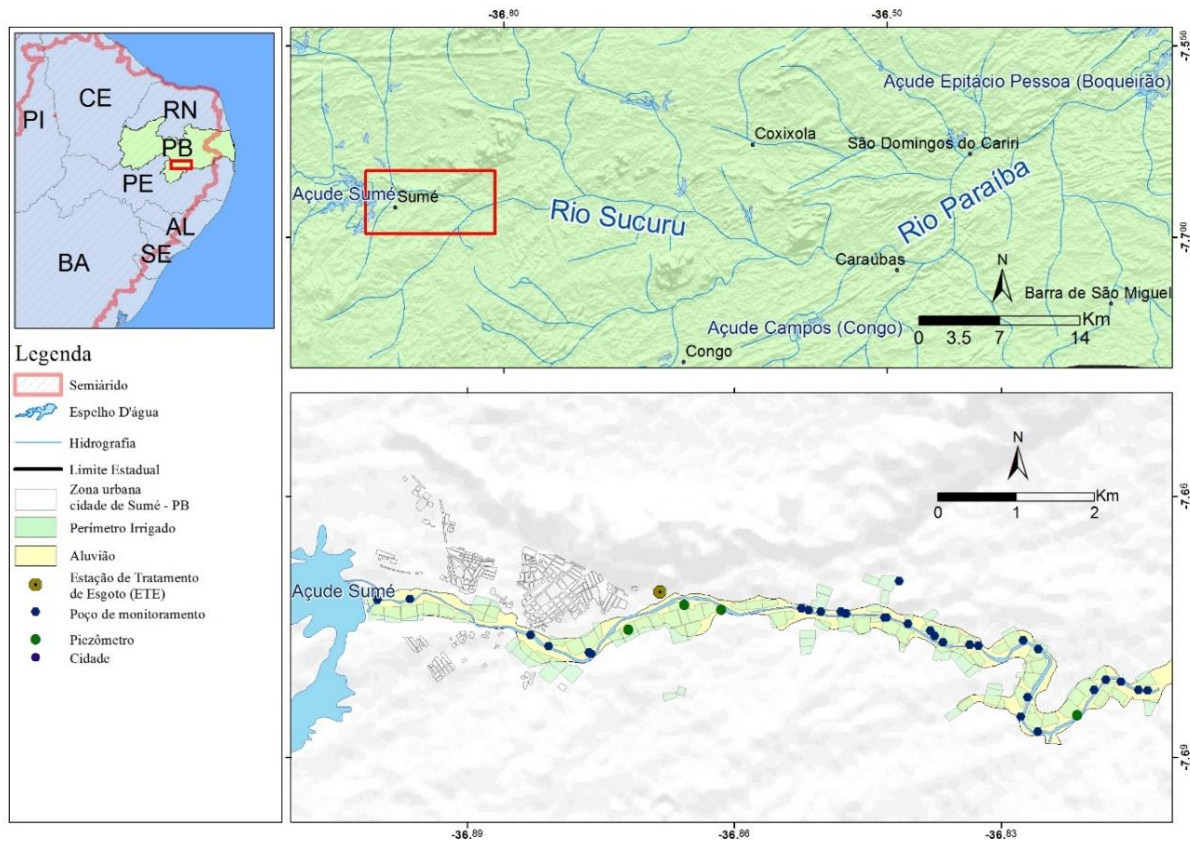 PI
CE
RN
PB
PE
AL
SE
BA
Legenda
Semiárido
Espelho D'água
Hidrografia
Limite Estadual
Zona urbana
cidade de Sumé - PB
Perímetro Irrigado
Aluvião
Estação de Tratamento
de Esgoto (ETE)
Poço de monitoramento
Piezômetro
Cidade
-36,80
-36,50
-7,550
-7,700
Açude Epitácio Pessoa (Boqueirão)
Coxixola
São Domingos do Cariri
Açude Sumé
Sumé
Rio Sucuru
Rio Paraíba
Caraúbas
N
Barra de São Miguel
Açude Campos (Congo)
Congo
Km
0 3.5 7 14
N
Km
0 1 2
-7,66
Açude Sumé
-7,69
-36,89
-36,86
-36,83